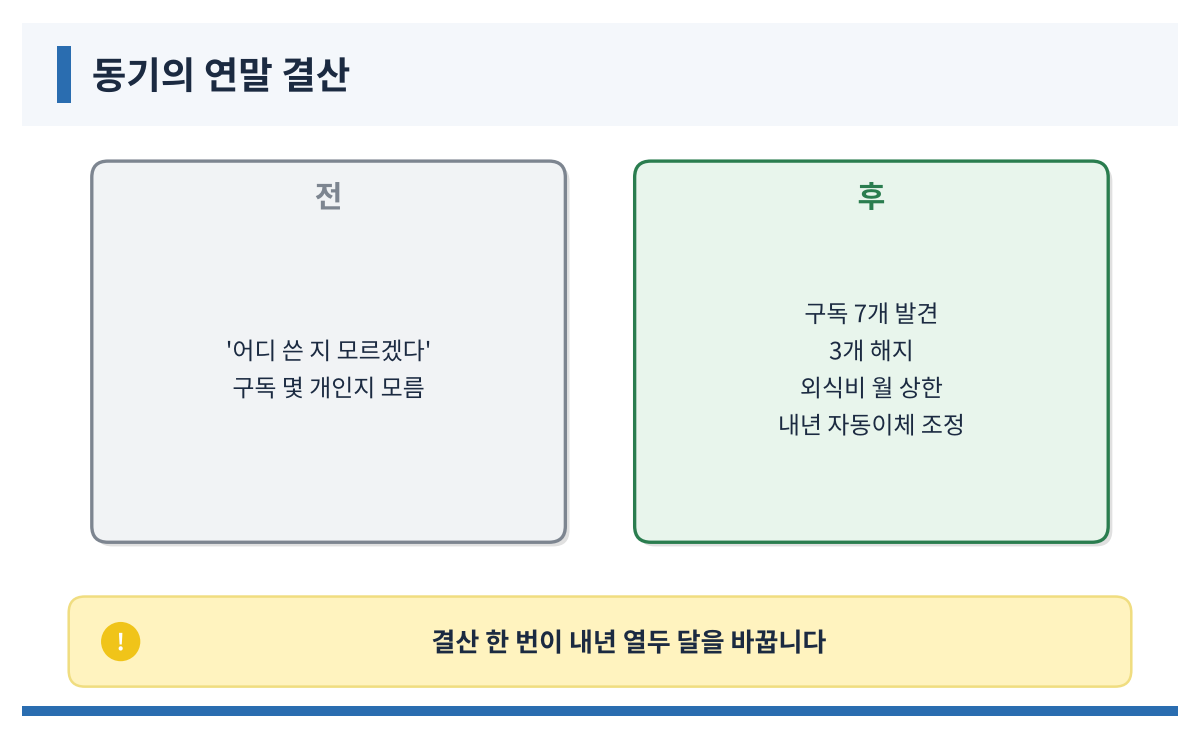 동기의 연말 결산
전
'어디 쓴 지 모르겠다'
구독 몇 개인지 모름
후
구독 7개 발견
3개 해지
외식비 월 상한
내년 자동이체 조정
!
결산 한 번이 내년 열두 달을 바꿉니다